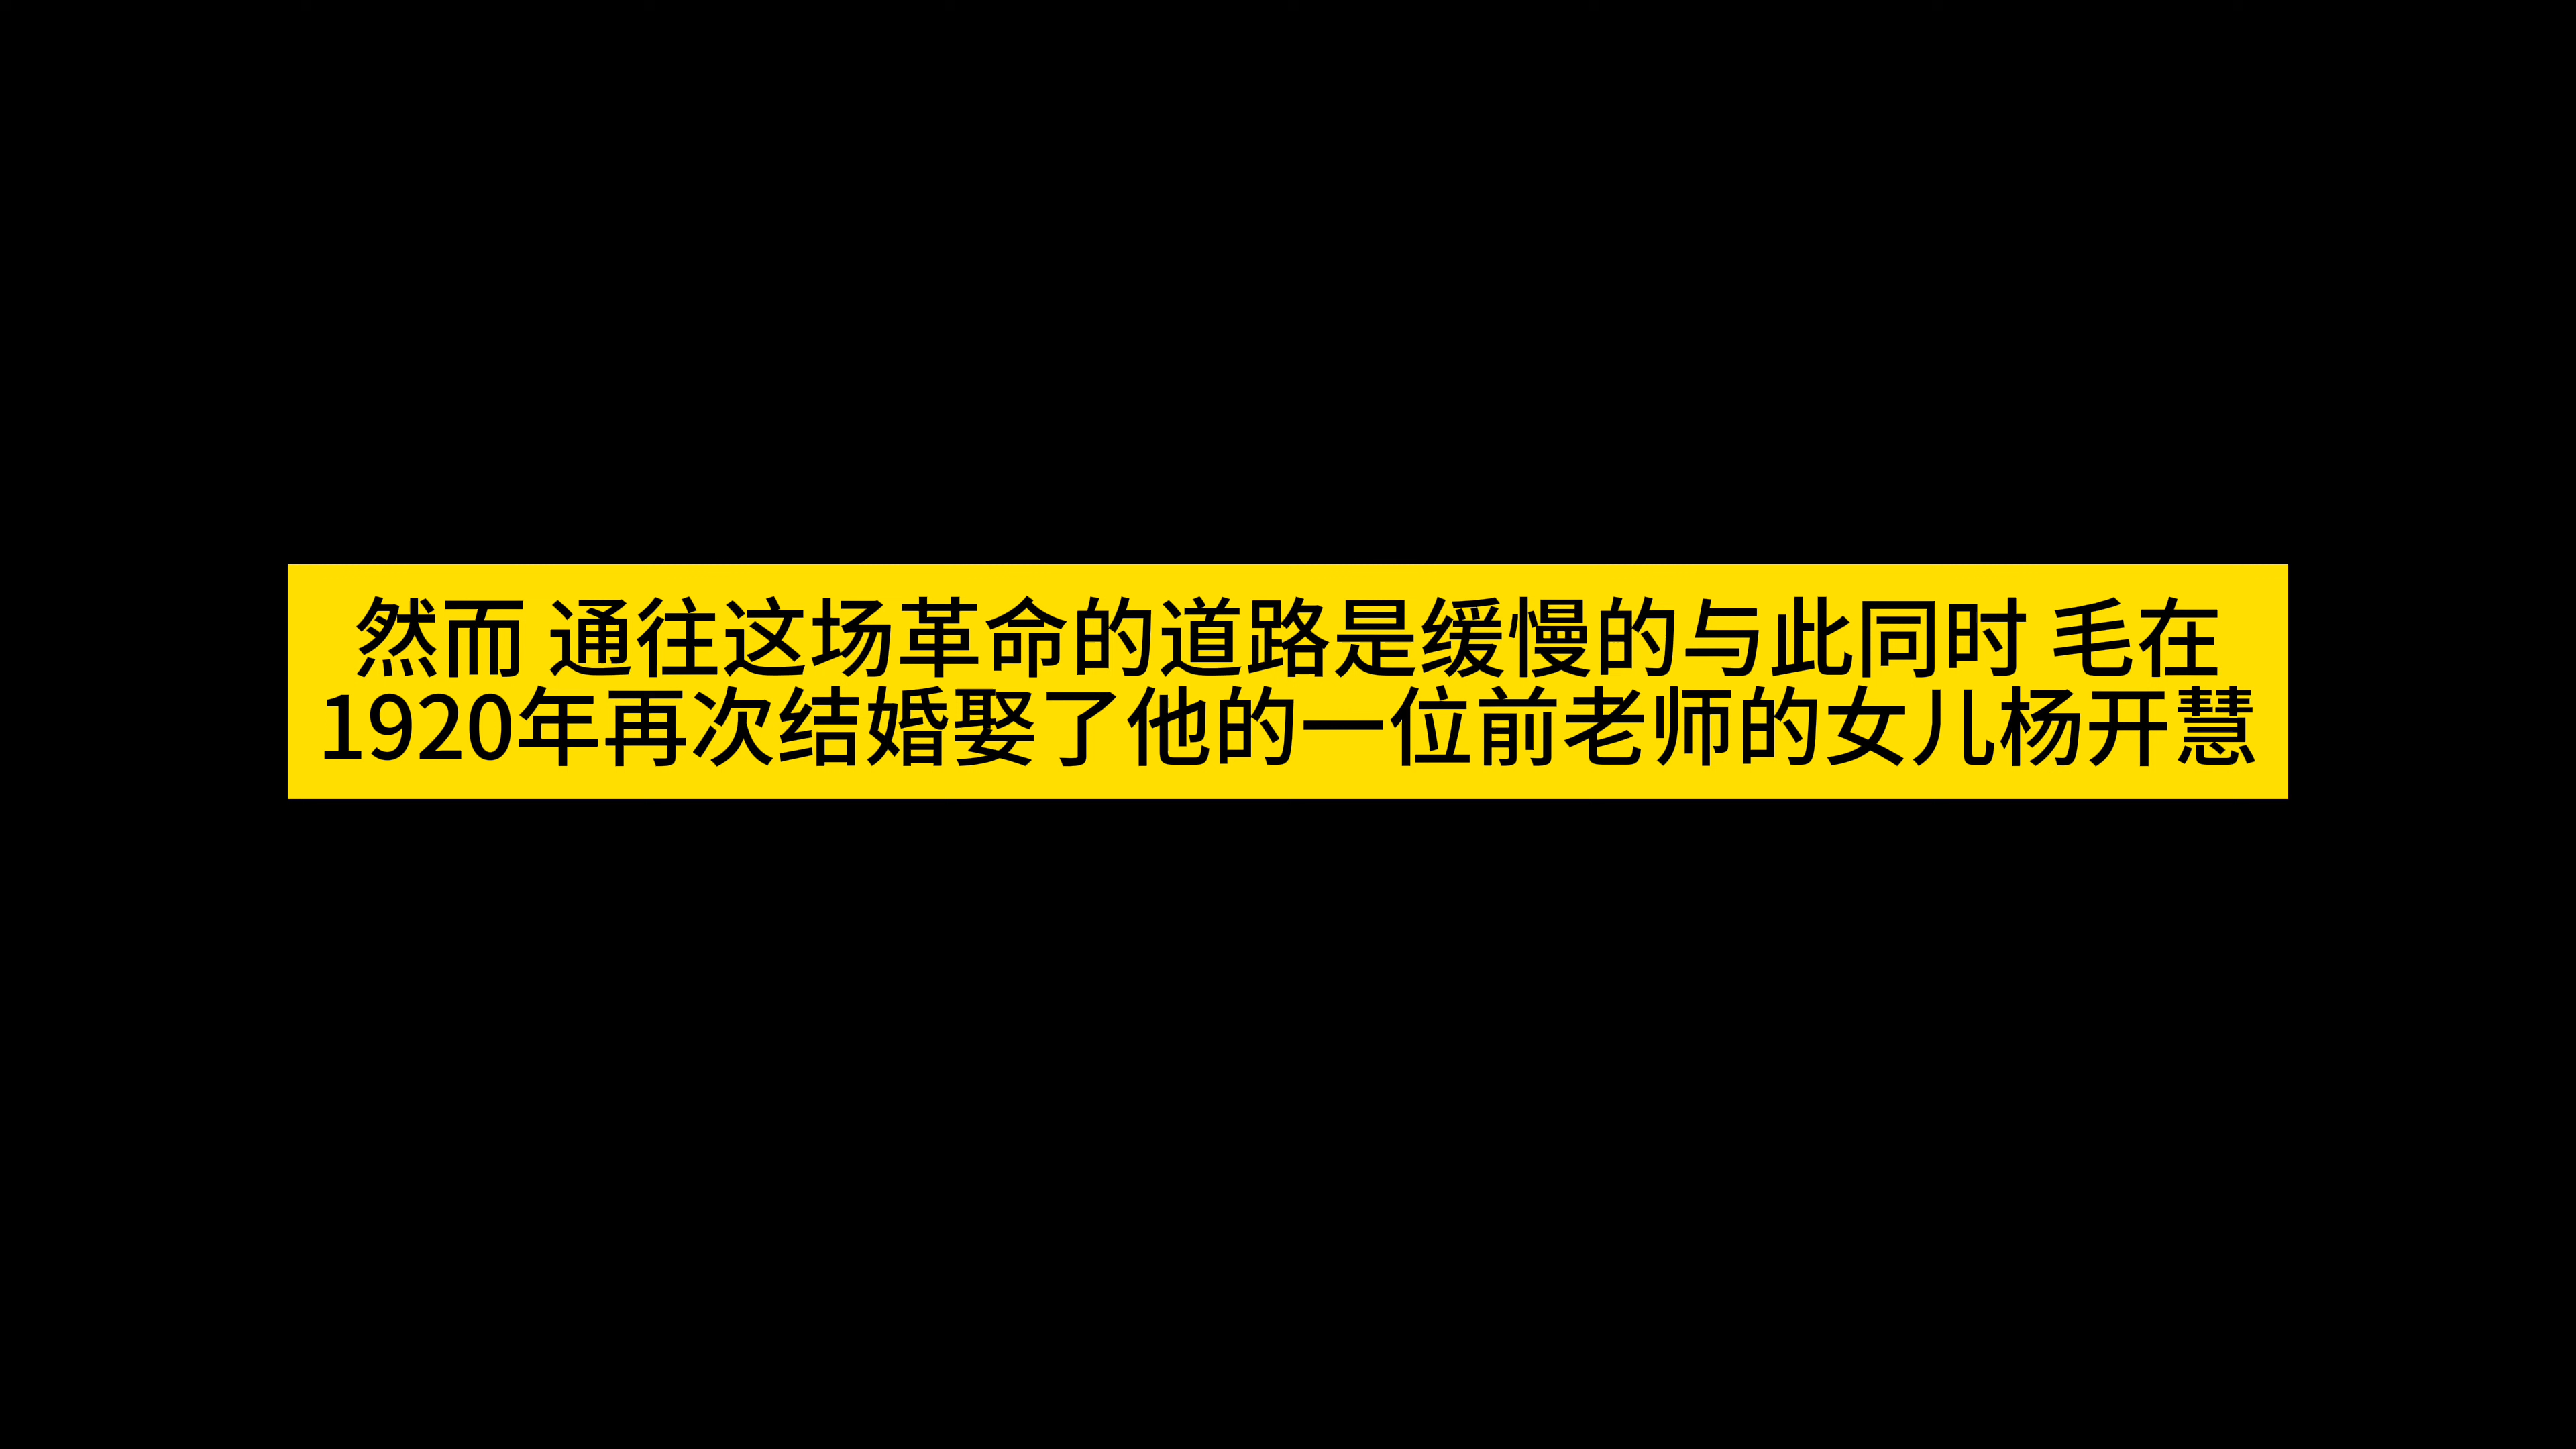 然而 通往这场革命的道路是缓慢的与此同时 毛在
1920年再次结婚娶了他的一位前老师的女儿杨开慧